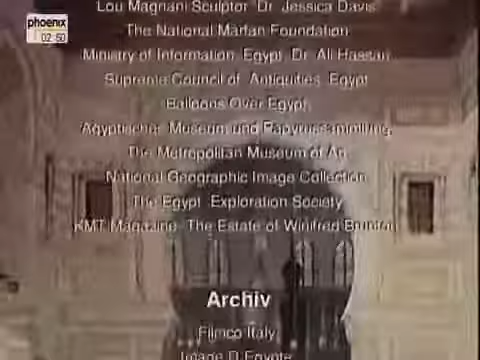 phoenix
02:50
Lou Magnani Sculptor Dr. Jessica Davis
The National Marfan Foundation
Ministry of Information Egypt Dr. Ali Hassan
Supreme Council of Antiquities Egypt
Balloons Over Egypt
Ägyptisches Museum und Papyrussammlung
The Metropolitan Museum of Art
National Geographic Image Collection
The Egypt Exploration Society
KMT Magazine The Estate of Winifred Brunton
Archiv
Filmco Italy
Image D'Egypte